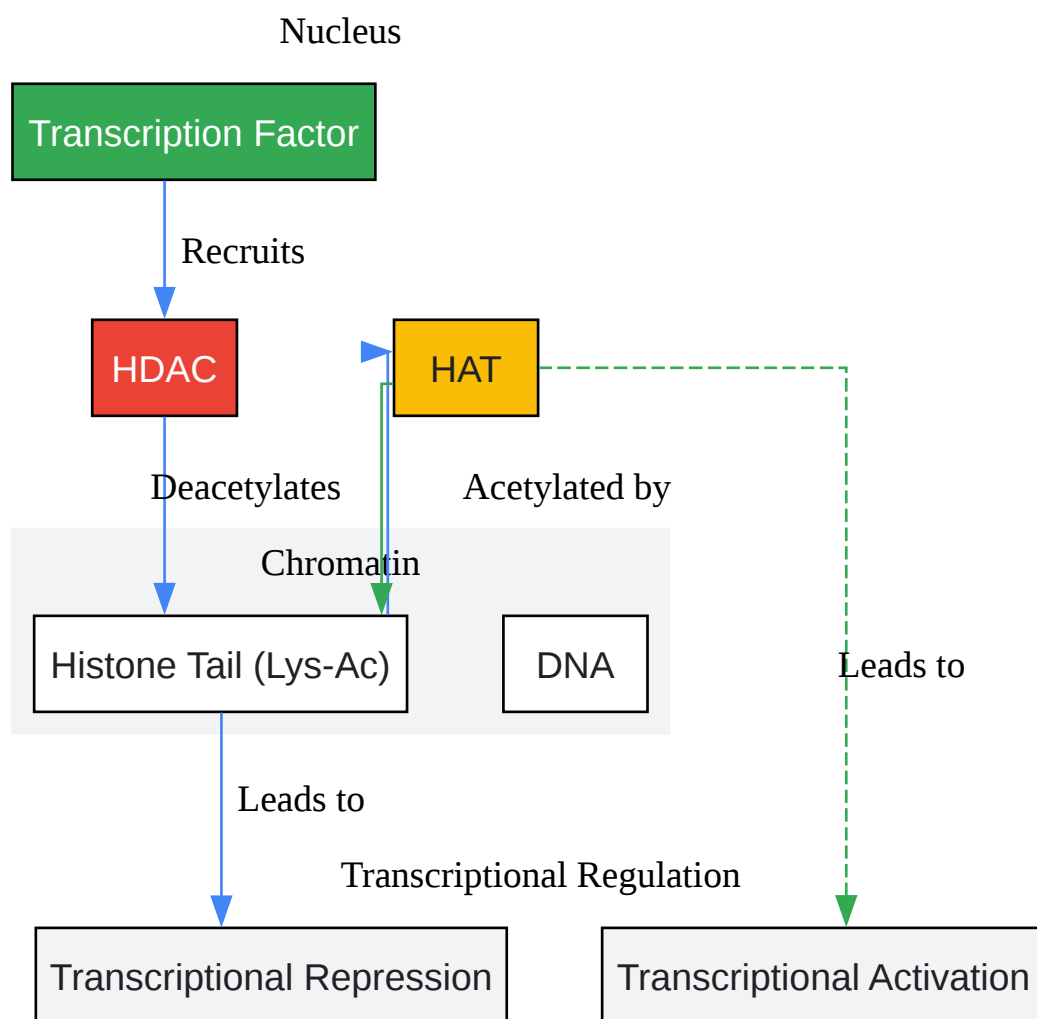 Nucleus
Transcription Factor
Recruits
HDAC
HAT
Deacetylates
Acetylated by
Chromatin
Histone Tail (Lys-Ac)
DNA
Leads to
Leads to
Transcriptional Regulation
Transcriptional Repression
Transcriptional Activation